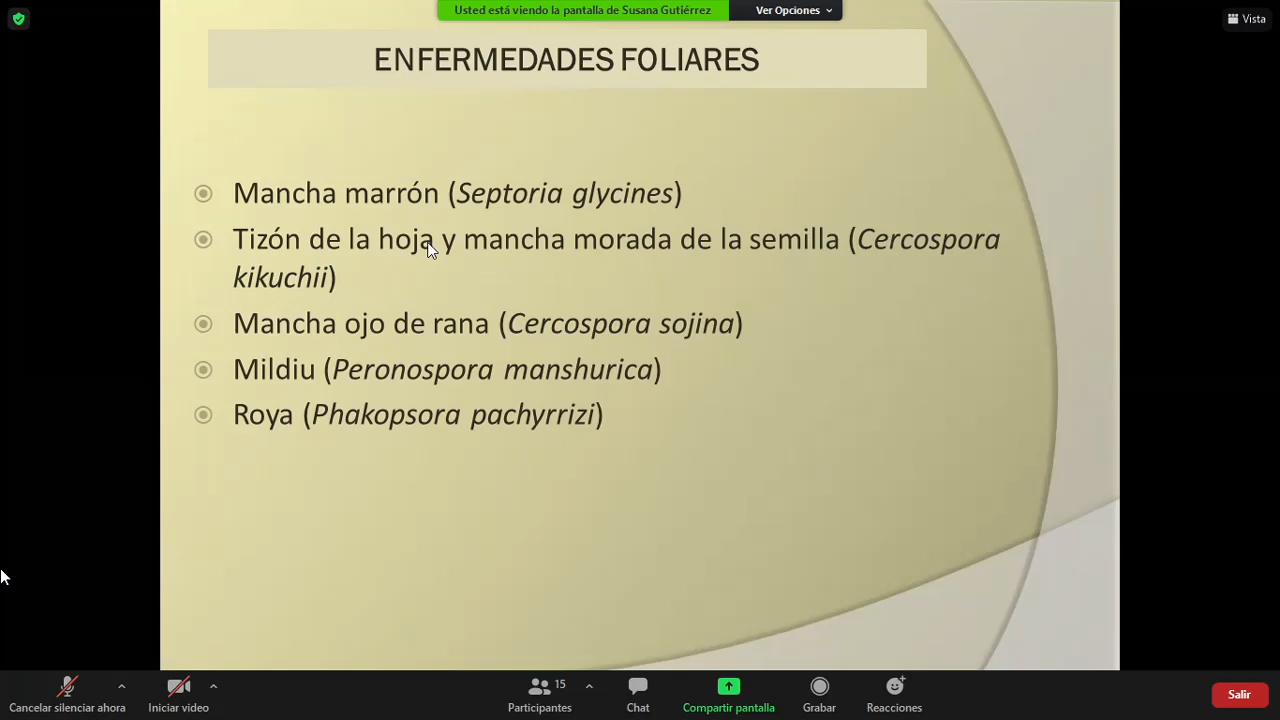 Usted está viendo la pantalla de Susana Gutiérrez
Ver Opciones
Vista
ENFERMEDADES FOLIARES
Mancha marrón (Septoria glycines)
Tizón de la hoja y mancha morada de la semilla (Cercospora
kikuchii)
Mancha ojo de rana (Cercospora sojina)
Mildiu (Peronospora manshurica)
Roya (Phakopsora pachyrrizi)
15
Cancelar silenciar ahora
Iniciar video
Participantes
Chat
Compartir pantalla
Grabar
Reacciones
Salir